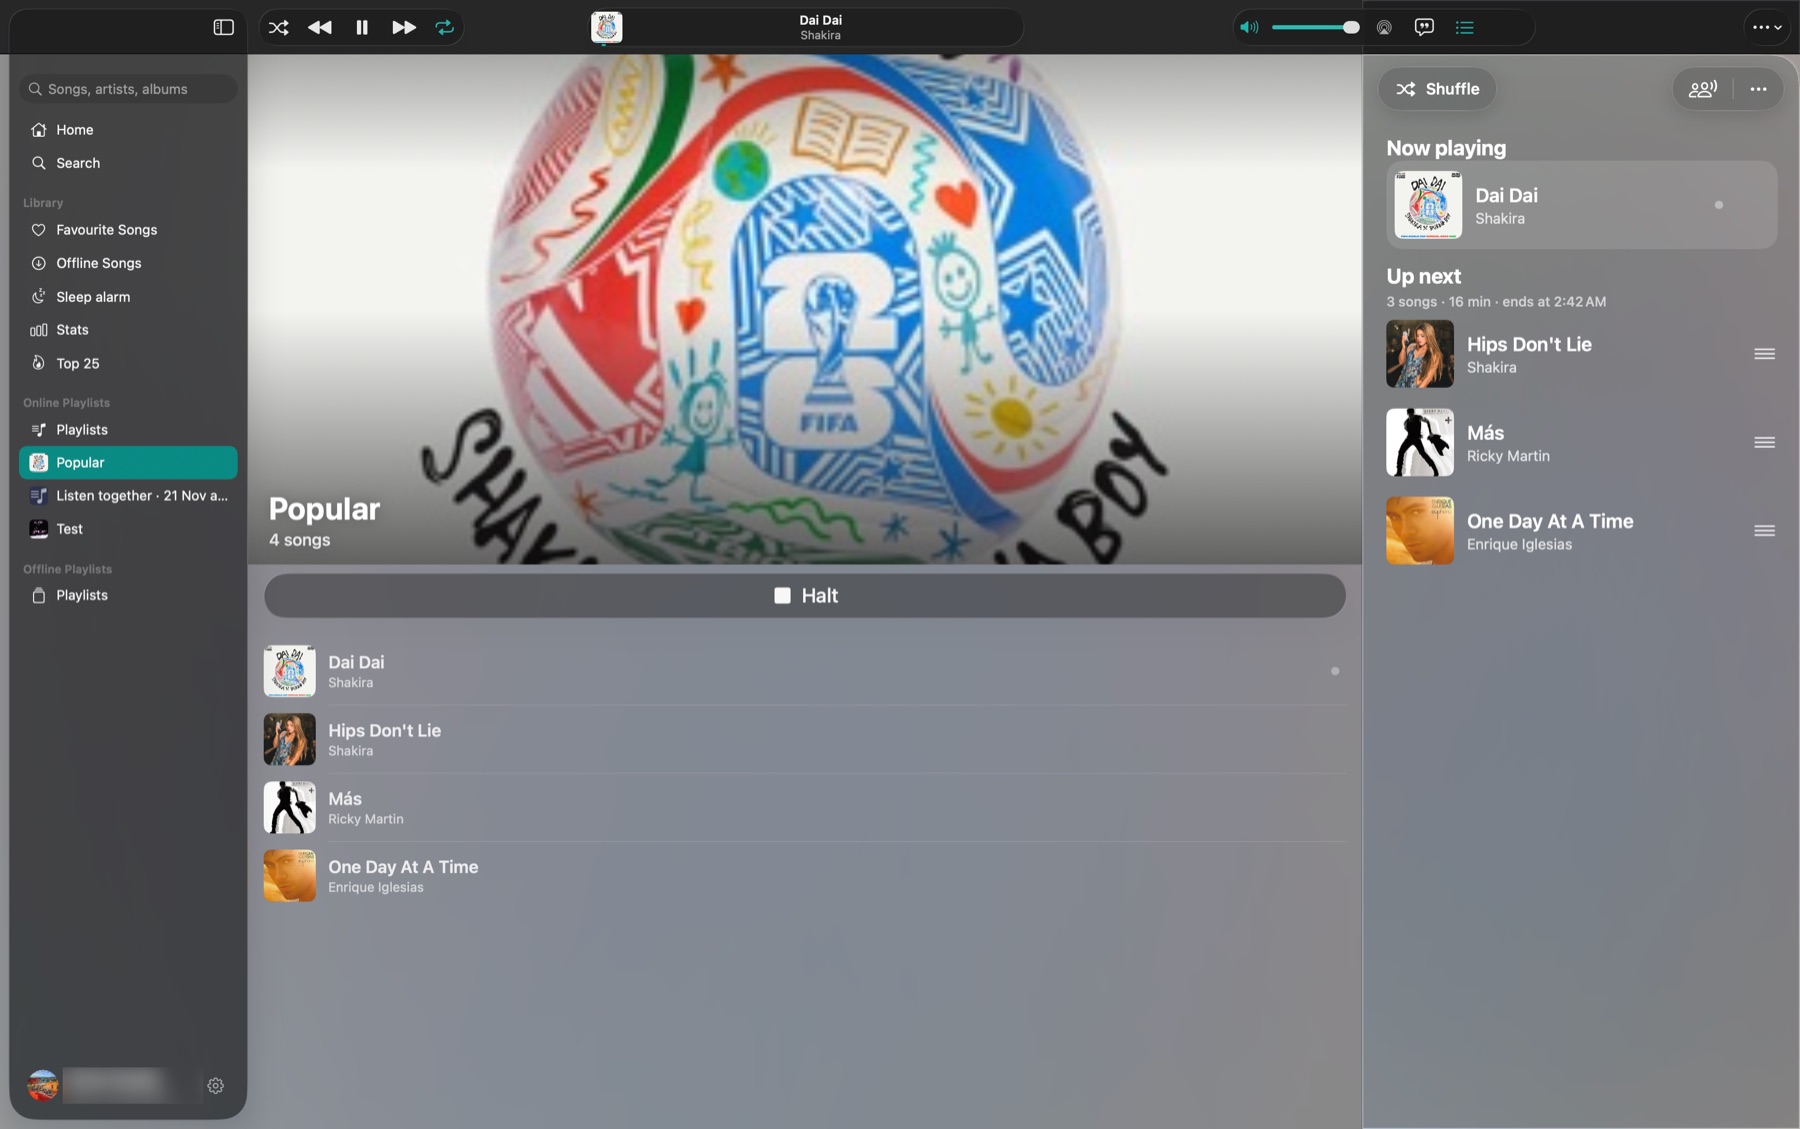 Dai Dai
Shakira
Songs, artists, albums
Home
Search
Library
Favourite Songs
Offline Songs
Sleep alarm
Stats
Top 25
Online Playlists
Playlists
Popular
Listen together · 21 Nov a...
Test
Offline Playlists
Playlists
FIFA
Popular
4 songs
Halt
Dai Dai
Shakira
Hips Don't Lie
Shakira
Más
Ricky Martin
One Day At A Time
Enrique Iglesias
Shuffle
Now playing
DAI DAI
Dai Dai
Shakira
Up next
3 songs · 16 min · ends at 2:42 AM
Hips Don't Lie
Shakira
Más
Ricky Martin
One Day At A Time
Enrique Iglesias